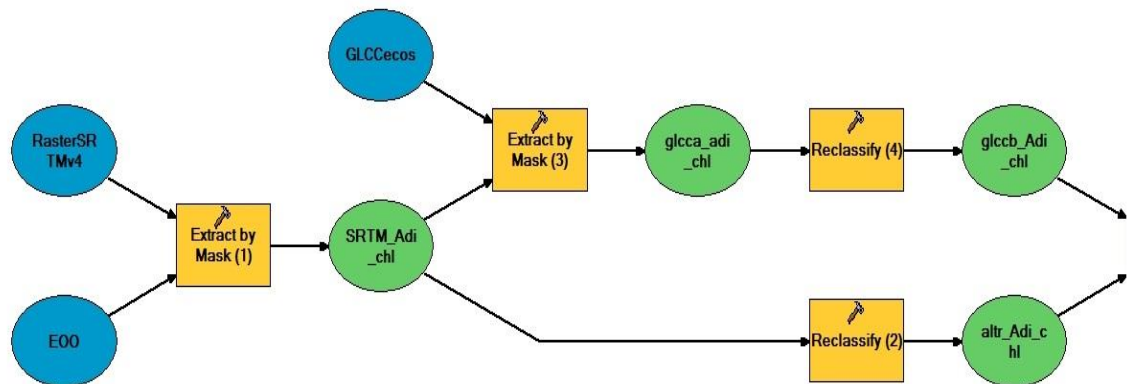 GLCCecos
RasterSR
TMv4
Extract by
Mask (3)
glcca_adi
_chl
Reclassify (4)
glccb_Adi
_chl
Extract by
Mask (1)
SRTM_Adi
_chl
EOO
Reclassify (2)
altr_Adi_c
hl